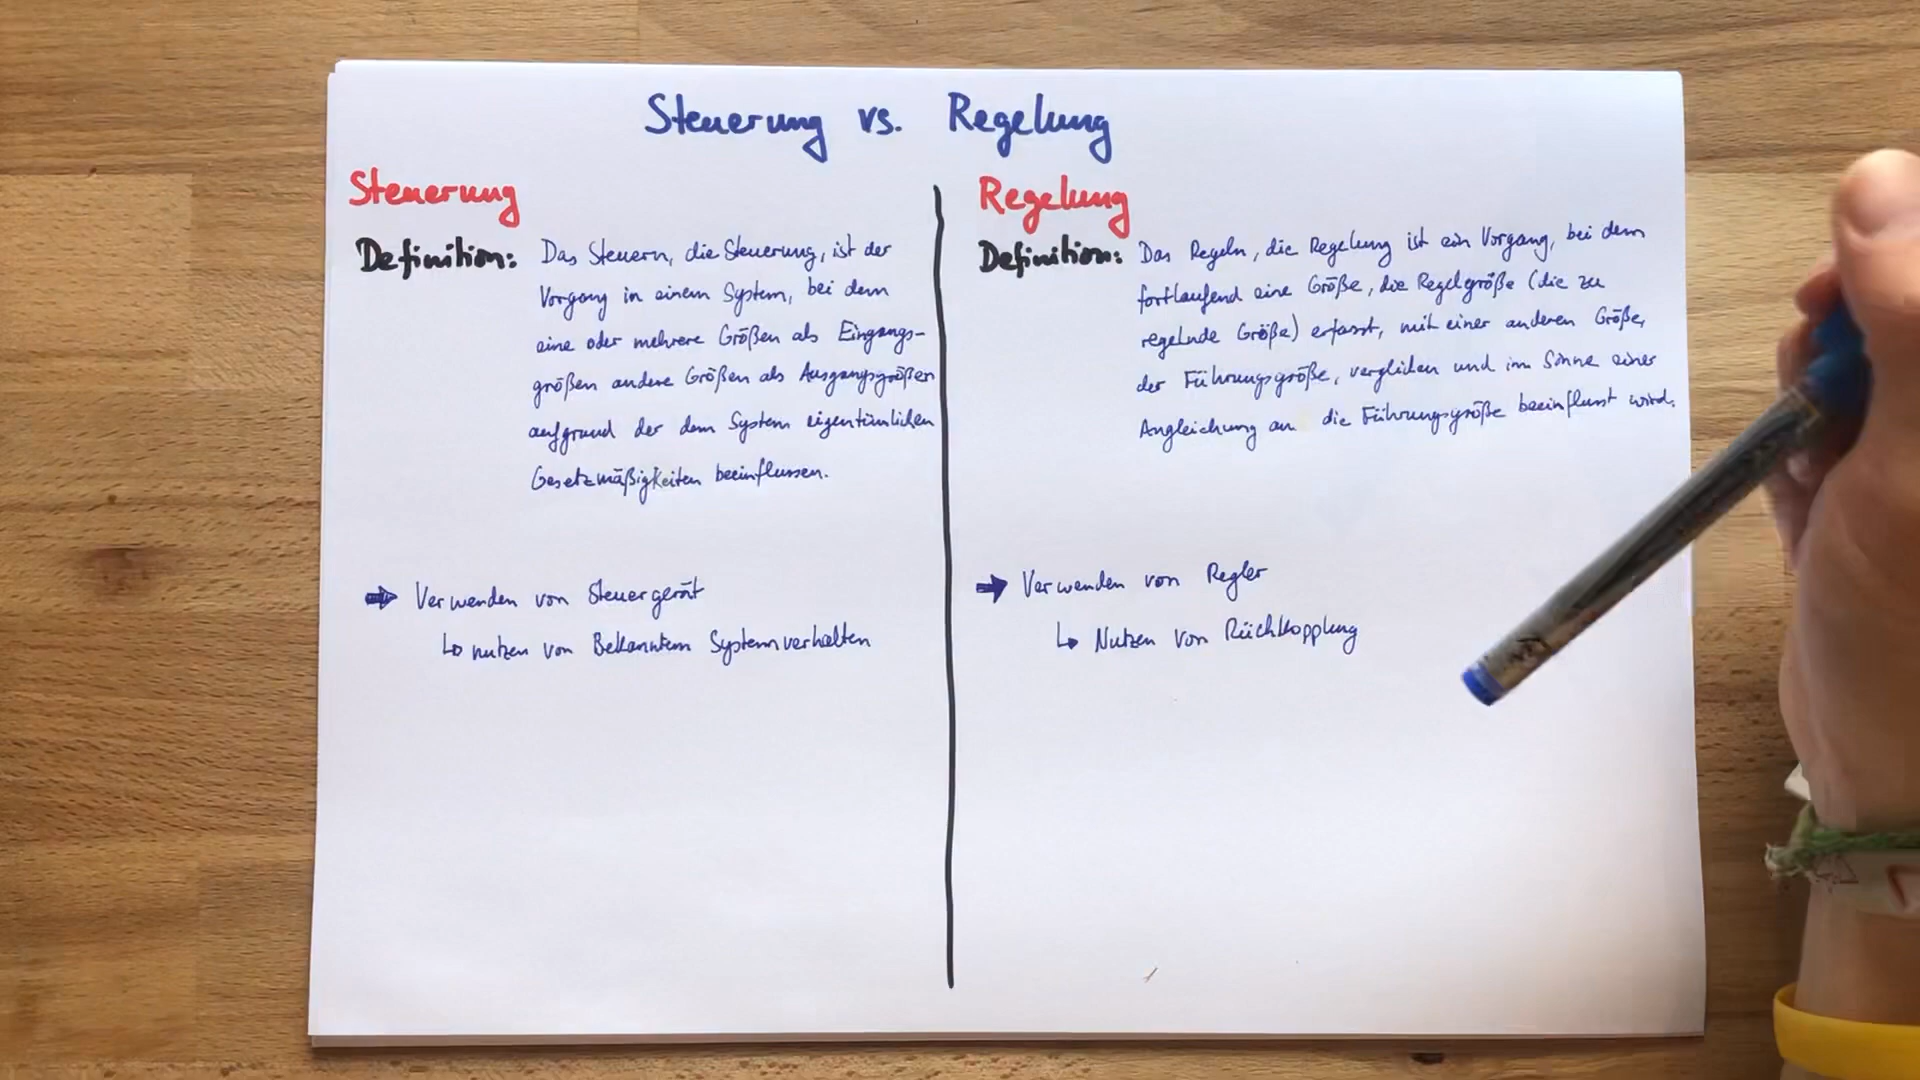 Steuerung vs. Regelung
Steuerung
Definition: Das Steuern, die Steuerung, ist der
Vorgang in einem System, bei dem
eine oder mehrere Größen als Eingangs-
größen andere Größen als Ausgangsgrößen
aufgrund der dem System eigentümlichen
Gesetzmäßigkeiten beeinflussen.
➡ Verwenden von Steuergerät
↳ nutzen von Bekanntem Systemverhalten
Regelung
Definition: Das Regeln, die Regelung ist ein Vorgang, bei dem
fortlaufend eine Größe, die Regelgröße (die zu
regelnde Größe) erfasst, mit einer anderen Größe,
der Führungsgröße, verglichen und im Sinne einer
Angleichung an die Führungsgröße beeinflusst wird.
➡ Verwenden von Regler
↳ Nutzen von Rückkopplung